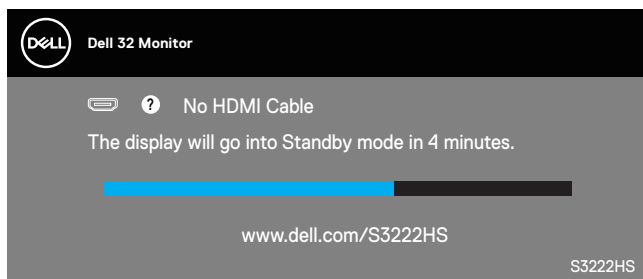 DELL
Dell 32 Monitor
? No HDMI Cable
The display will go into Standby mode in 4 minutes.
www.dell.com/S3222HS
S3222HS